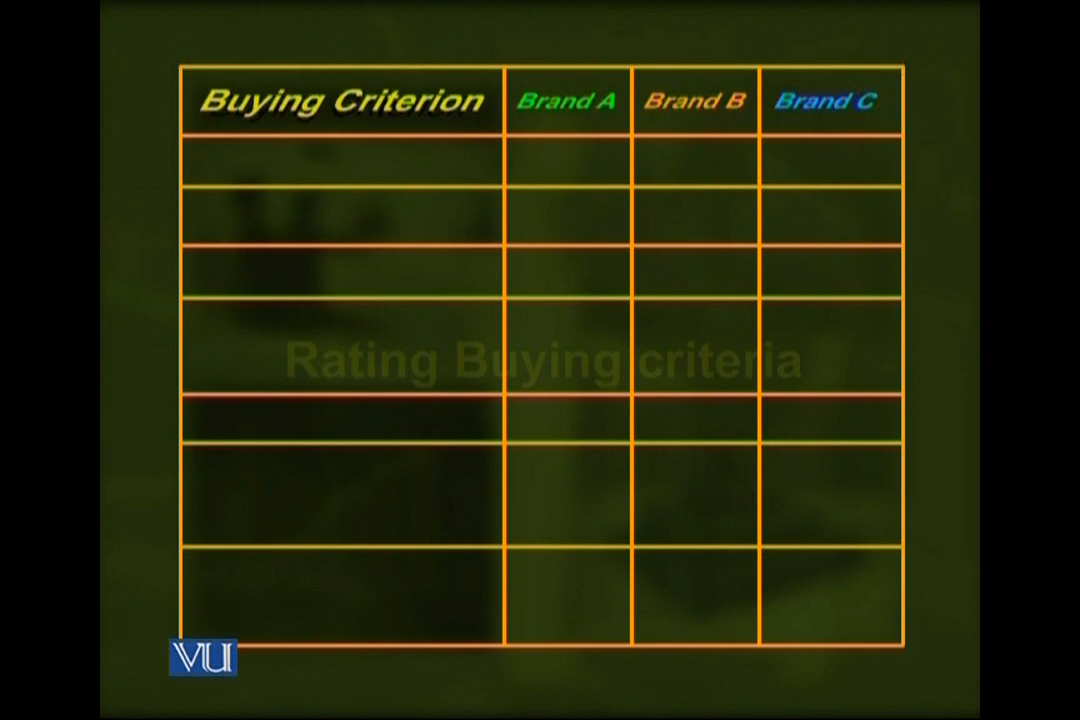 Buying Criterion Brand A Brand B Brand C
Rating Buying criteria
VU